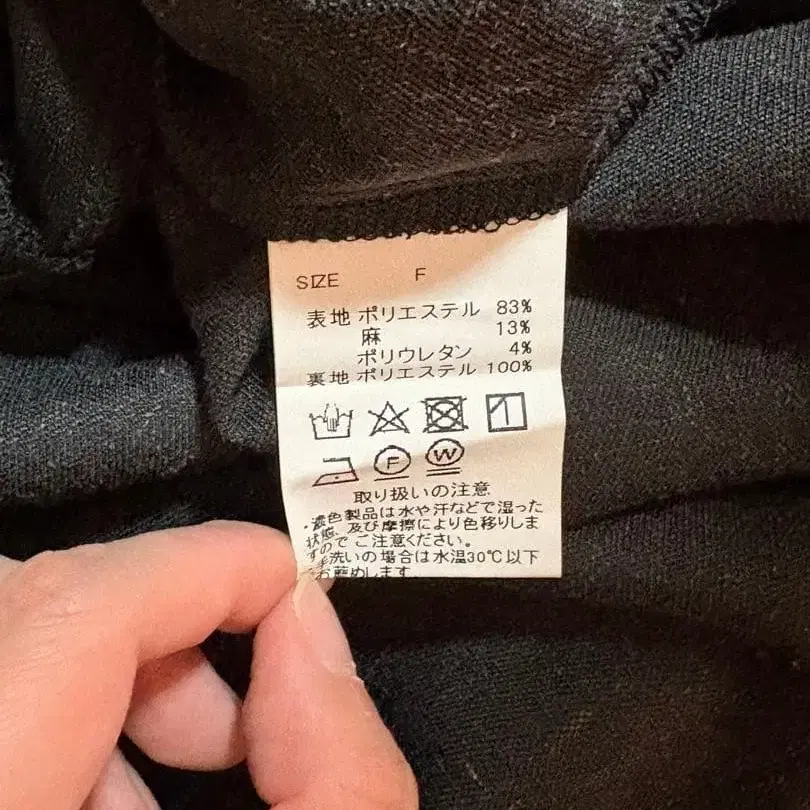 SIZE F
表地 ポリエステル 83%
麻 13%
ポリウレタン 4%
裏地 ポリエステル 100%
F W
取り扱いの注意
・濃色製品は水や汗などで湿った
状態、及び摩擦により色移りしま
すのでご注意ください。
洗いの場合は水温30℃以下
お薦めします